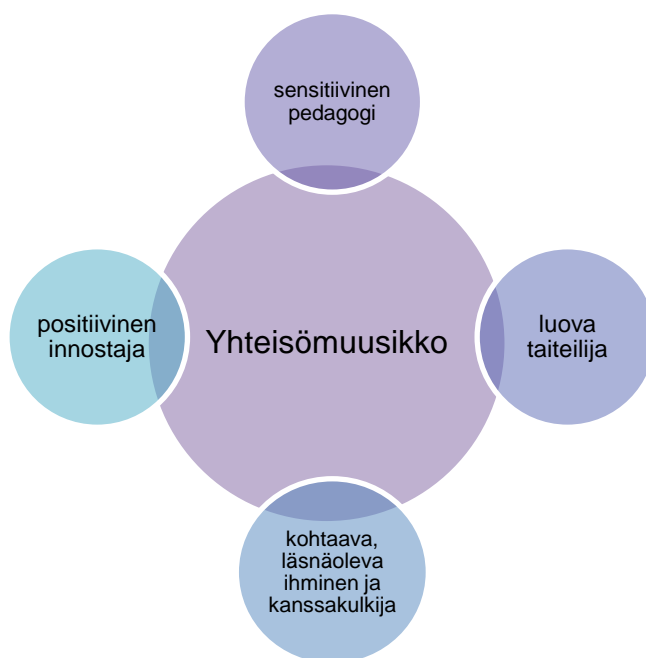 sensitiivinen
pedagogi
positiivinen
innostaja
Yhteisömuusikko
luova
taiteilija
kohtaava,
läsnäoleva
ihminen ja
kanssakulkija